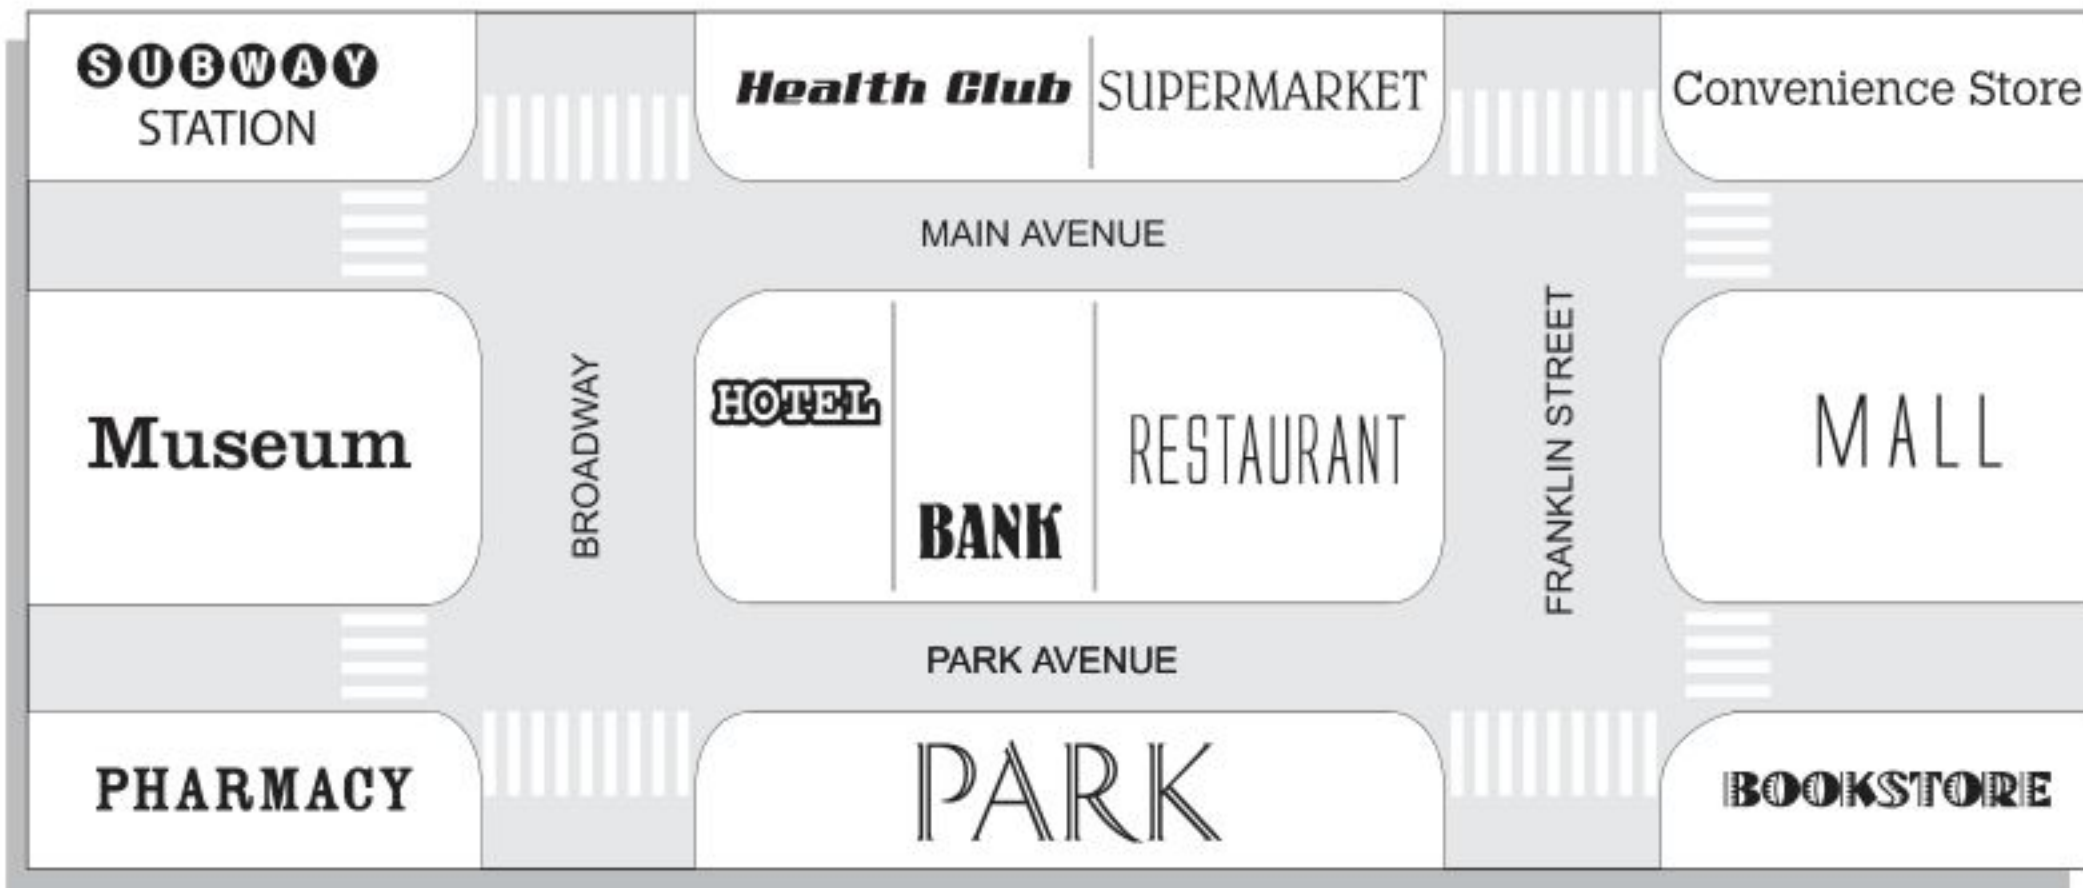 SUBWAY
STATION
Health Club
SUPERMARKET
Convenience Store
MAIN AVENUE
Museum
BROADWAY
HOTEL
BANK
RESTAURANT
FRANKLIN STREET
MALL
PARK AVENUE
PHARMACY
PARK
BOOKSTORE